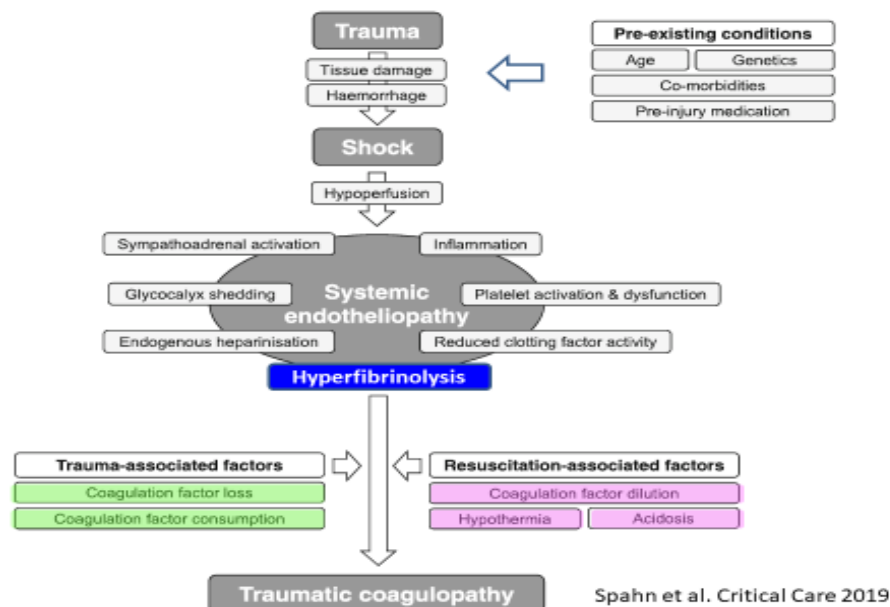 Trauma
Pre-existing conditions
Tissue damage
Age
Genetics
Haemorrhage
Co-morbidities
Pre-injury medication
Shock
Hypoperfusion
Sympathoadrenal activation
Inflammation
Glycocalyx shedding
Systemic
endotheliopathy
Platelet activation & dysfunction
Endogenous heparinisation
Reduced clotting factor activity
Hyperfibrinolysis
Trauma-associated factors
Resuscitation-associated factors
Coagulation factor loss
Coagulation factor dilution
Coagulation factor consumption
Hypothermia
Acidosis
Traumatic coagulopathy
Spahn et al. Critical Care 2019